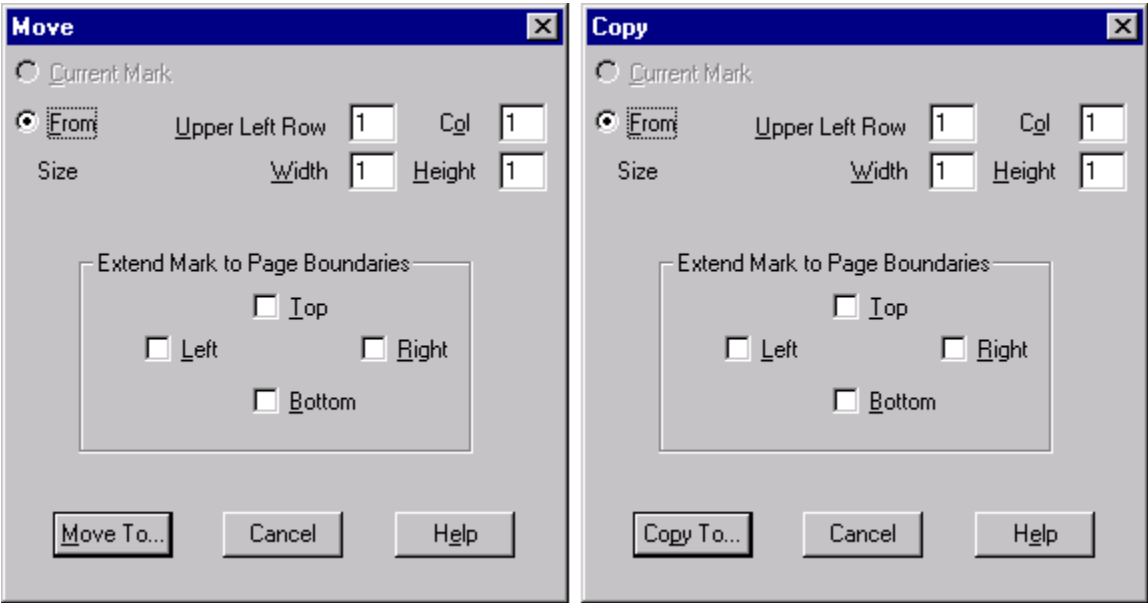 Move
Current Mark
From Upper Left Row 1 Col 1
Size Width 1 Height 1
Extend Mark to Page Boundaries
Top
Left Right
Bottom
Move To... Cancel Help
Copy
Current Mark
From Upper Left Row 1 Col 1
Size Width 1 Height 1
Extend Mark to Page Boundaries
Top
Left Right
Bottom
Copy To... Cancel Help